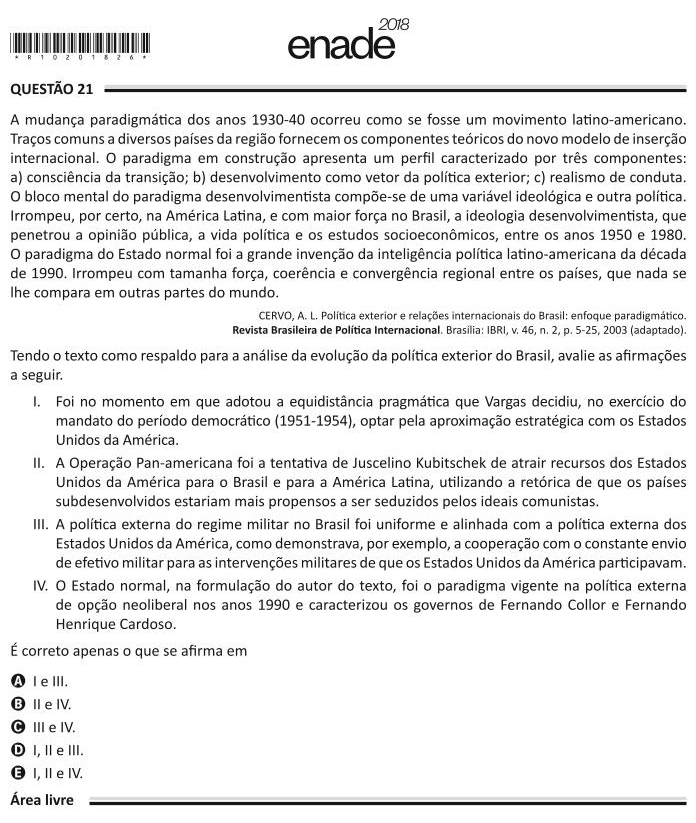 enade 2018
*R10201826*
QUESTÃO 21
A mudança paradigmática dos anos 1930-40 ocorreu como se fosse um movimento latino-americano.
Traços comuns a diversos países da região fornecem os componentes teóricos do novo modelo de inserção
internacional. O paradigma em construção apresenta um perfil caracterizado por três componentes:
a) consciência da transição; b) desenvolvimento como vetor da política exterior; c) realismo de conduta.
O bloco mental do paradigma desenvolvimentista compõe-se de uma variável ideológica e outra política.
Irrompeu, por certo, na América Latina, e com maior força no Brasil, a ideologia desenvolvimentista, que
penetrou a opinião pública, a vida política e os estudos socioeconômicos, entre os anos 1950 e 1980.
O paradigma do Estado normal foi a grande invenção da inteligência política latino-americana da década
de 1990. Irrompeu com tamanha força, coerência e convergência regional entre os países, que nada se
lhe compara em outras partes do mundo.
CERVO, A. L. Política exterior e relações internacionais do Brasil: enfoque paradigmático.
Revista Brasileira de Política Internacional. Brasília: IBRI, v. 46, n. 2, p. 5-25, 2003 (adaptado).
Tendo o texto como respaldo para a análise da evolução da política exterior do Brasil, avalie as afirmações
a seguir.
I. Foi no momento em que adotou a equidistância pragmática que Vargas decidiu, no exercício do
mandato do período democrático (1951-1954), optar pela aproximação estratégica com os Estados
Unidos da América.
II. A Operação Pan-americana foi a tentativa de Juscelino Kubitschek de atrair recursos dos Estados
Unidos da América para o Brasil e para a América Latina, utilizando a retórica de que os países
subdesenvolvidos estariam mais propensos a ser seduzidos pelos ideais comunistas.
III. A política externa do regime militar no Brasil foi uniforme e alinhada com a política externa dos
Estados Unidos da América, como demonstrava, por exemplo, a cooperação com o constante envio
de efetivo militar para as intervenções militares de que os Estados Unidos da América participavam.
IV. O Estado normal, na formulação do autor do texto, foi o paradigma vigente na política externa
de opção neoliberal nos anos 1990 e caracterizou os governos de Fernando Collor e Fernando
Henrique Cardoso.
É correto apenas o que se afirma em
A I e III.
B II e IV.
C III e IV.
D I, II e III.
E I, II e IV.
Área livre